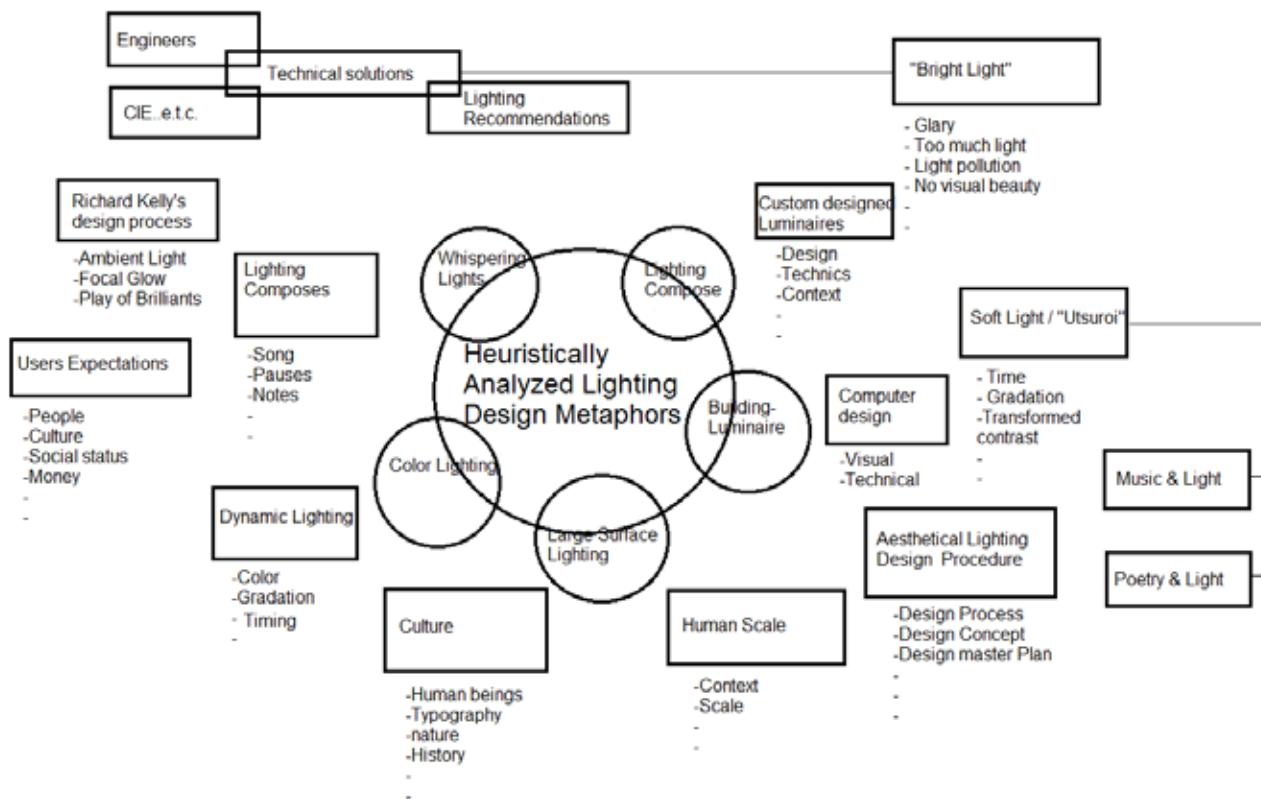 Engineers
Technical solutions
CIE..e.t.c.
Lighting
Recommendations
"Bright Light"
- Glary
- Too much light
- Light pollution
- No visual beauty
-
-
Richard Kelly's
design process
-Ambient Light
-Focal Glow
-Play of Brilliants
Lighting
Composes
-Song
-Pauses
-Notes
-
-
Whispering
Lights
Lighting
Compose
Custom designed
Luminaires
-Design
-Technics
-Context
-
-
Soft Light / "Utsuroi"
- Time
- Gradation
-Transformed
contrast
-
-
Users Expectations
-People
-Culture
-Social status
-Money
-
-
Heuristically
Analyzed Lighting
Design Metaphors
Building-
Luminaire
Computer
design
-Visual
-Technical
Color Lighting
Large Surface
Lighting
Music & Light
Poetry & Light
Dynamic Lighting
-Color
-Gradation
- Timing
-
Aesthetical Lighting
Design Procedure
-Design Process
-Design Concept
-Design master Plan
-
-
-
Culture
-Human beings
-Typography
-nature
-History
-
-
Human Scale
-Context
-Scale
-
-